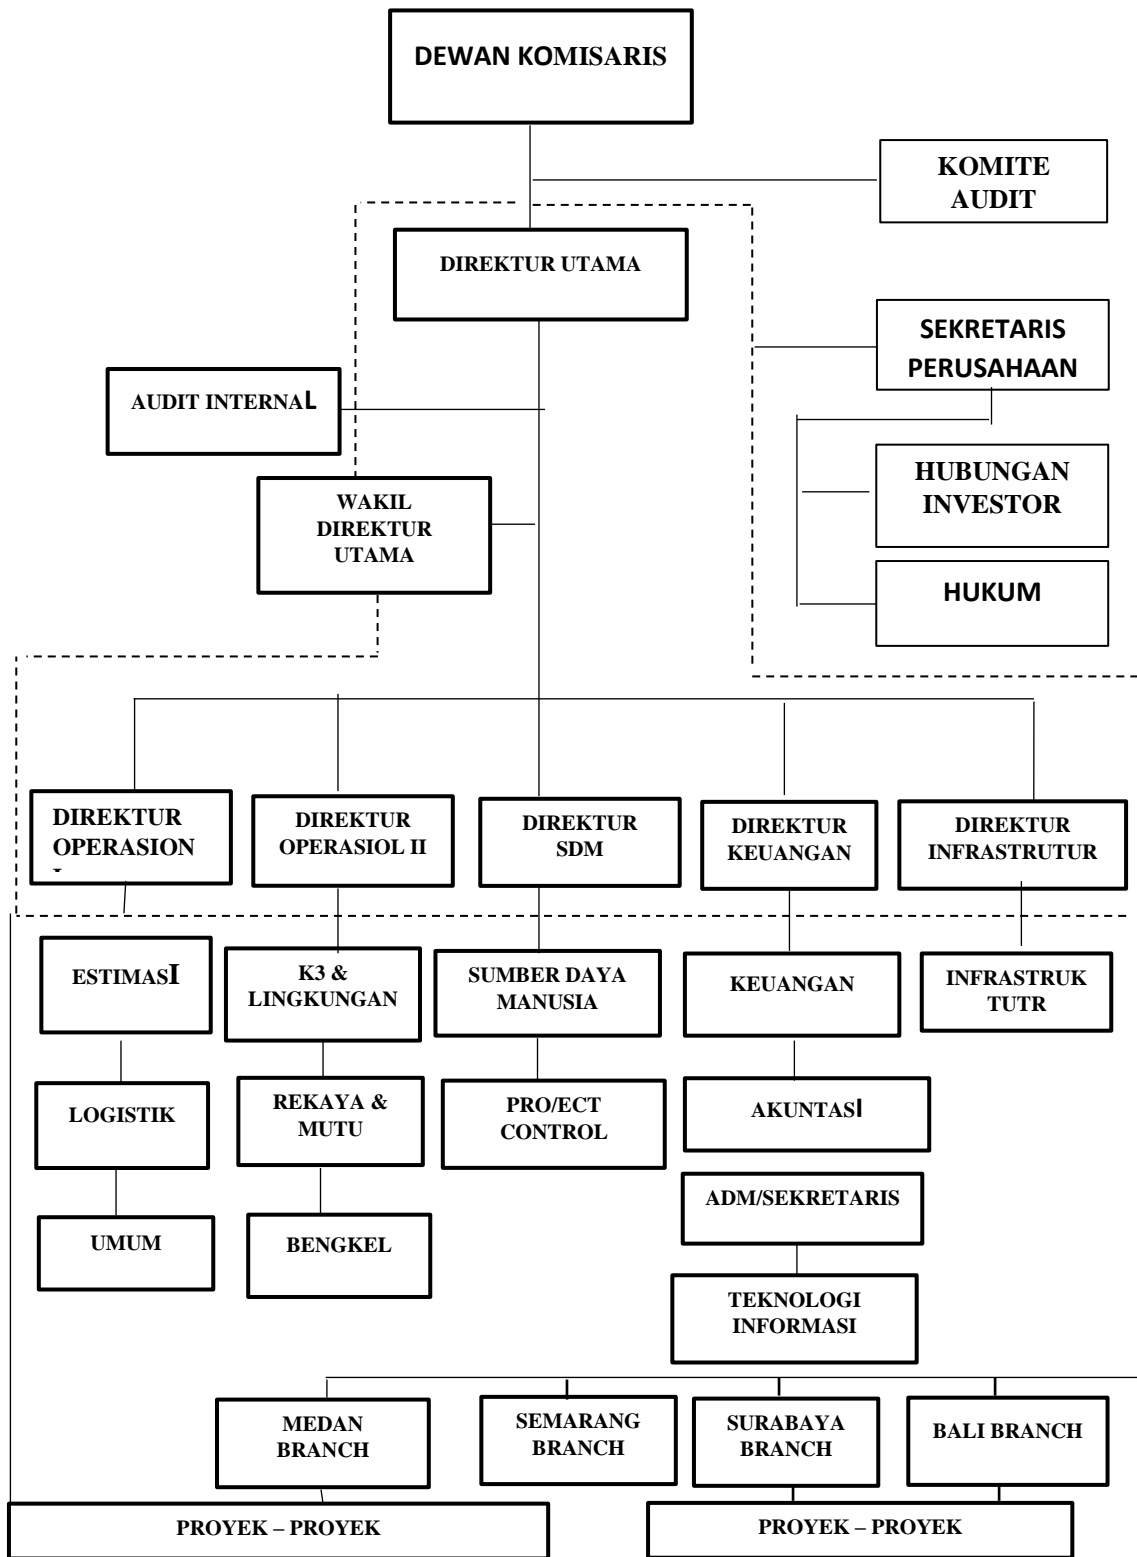 DEWAN KOMISARIS
KOMITE
AUDIT
DIREKTUR UTAMA
SEKRETARIS
PERUSAHAAN
AUDIT INTERNAL
HUBUNGAN
INVESTOR
WAKIL
DIREKTUR
UTAMA
HUKUM
DIREKTUR
OPERASION
DIREKTUR
OPERASIOL II
DIREKTUR
SDM
DIREKTUR
KEUANGAN
DIREKTUR
INFRASTRUTUR
ESTIMASI
K3 &
LINGKUNGAN
SUMBER DAYA
MANUSIA
KEUANGAN
INFRASTRUK
TUTR
LOGISTIK
REKAYA &
MUTU
PRO/ECT
CONTROL
AKUNTASI
ADM/SEKRETARIS
UMUM
BENGKEL
TEKNOLOGI
INFORMASI
MEDAN
BRANCH
SEMARANG
BRANCH
SURABAYA
BRANCH
BALI BRANCH
PROYEK – PROYEK
PROYEK – PROYEK